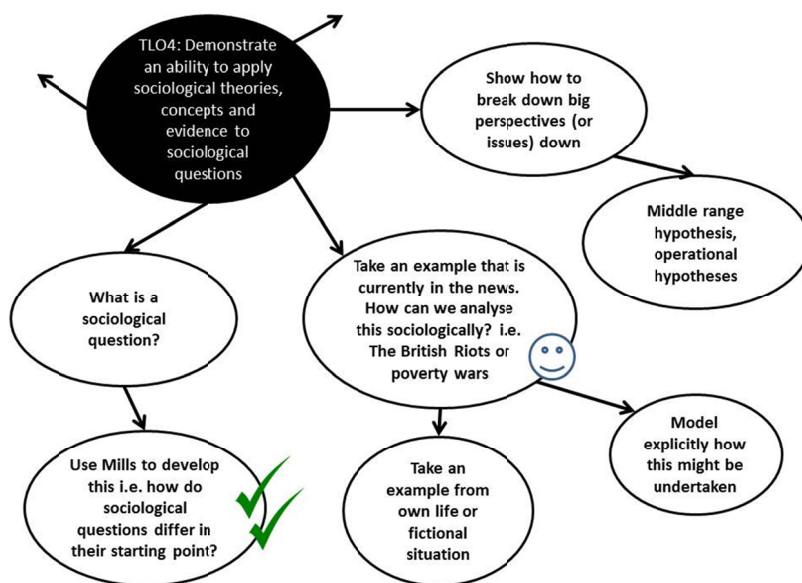 TLO4: Demonstrate
an ability to apply
sociological theories,
concepts and
evidence to
sociological
questions
Show how to
break down big
perspectives (or
issues) down
Middle range
hypothesis,
operational
hypotheses
What is a
sociological
question?
Take an example that is
currently in the news.
How can we analyse
this sociologically? i.e.
The British Riots or
poverty wars
Use Mills to develop
this i.e. how do
sociological
questions differ in
their starting point?
Take an
example from
own life or
fictional
situation
Model
explicitly how
this might be
undertaken